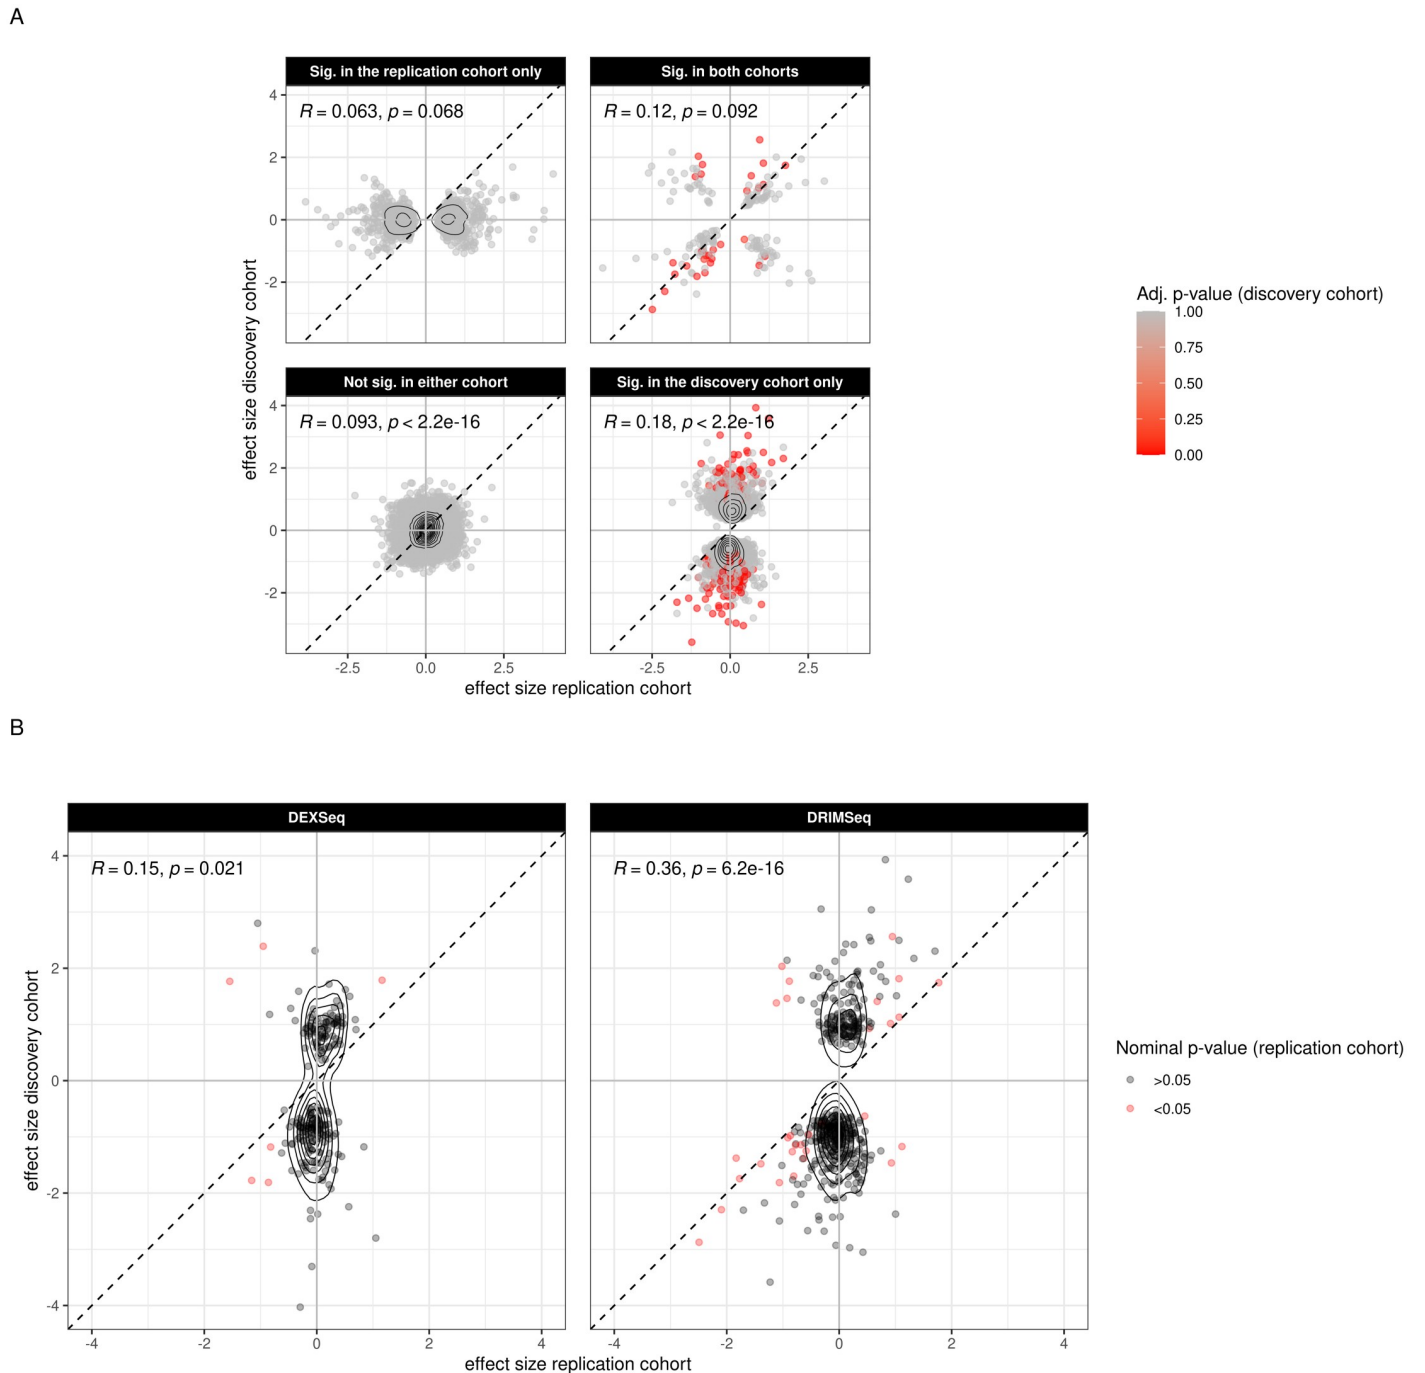 A
Sig. in the replication cohort only
Sig. in both cohorts
R = 0.063, p = 0.068
R = 0.12, p = 0.092
4
2
0
-2
Not sig. in either cohort
Sig. in the discovery cohort only
R = 0.093, p < 2.2e-16
R = 0.18, p < 2.2e-16
4
2
0
-2
-2.5 0.0 2.5
-2.5 0.0 2.5
effect size replication cohort
effect size discovery cohort
Adj. p-value (discovery cohort)
1.00
0.75
0.50
0.25
0.00
B
DEXSeq
DRIMSeq
R = 0.15, p = 0.021
R = 0.36, p = 6.2e-16
4
2
0
-2
-4
-4 -2 0 2 4
-4 -2 0 2 4
effect size replication cohort
effect size discovery cohort
Nominal p-value (replication cohort)
>0.05
<0.05